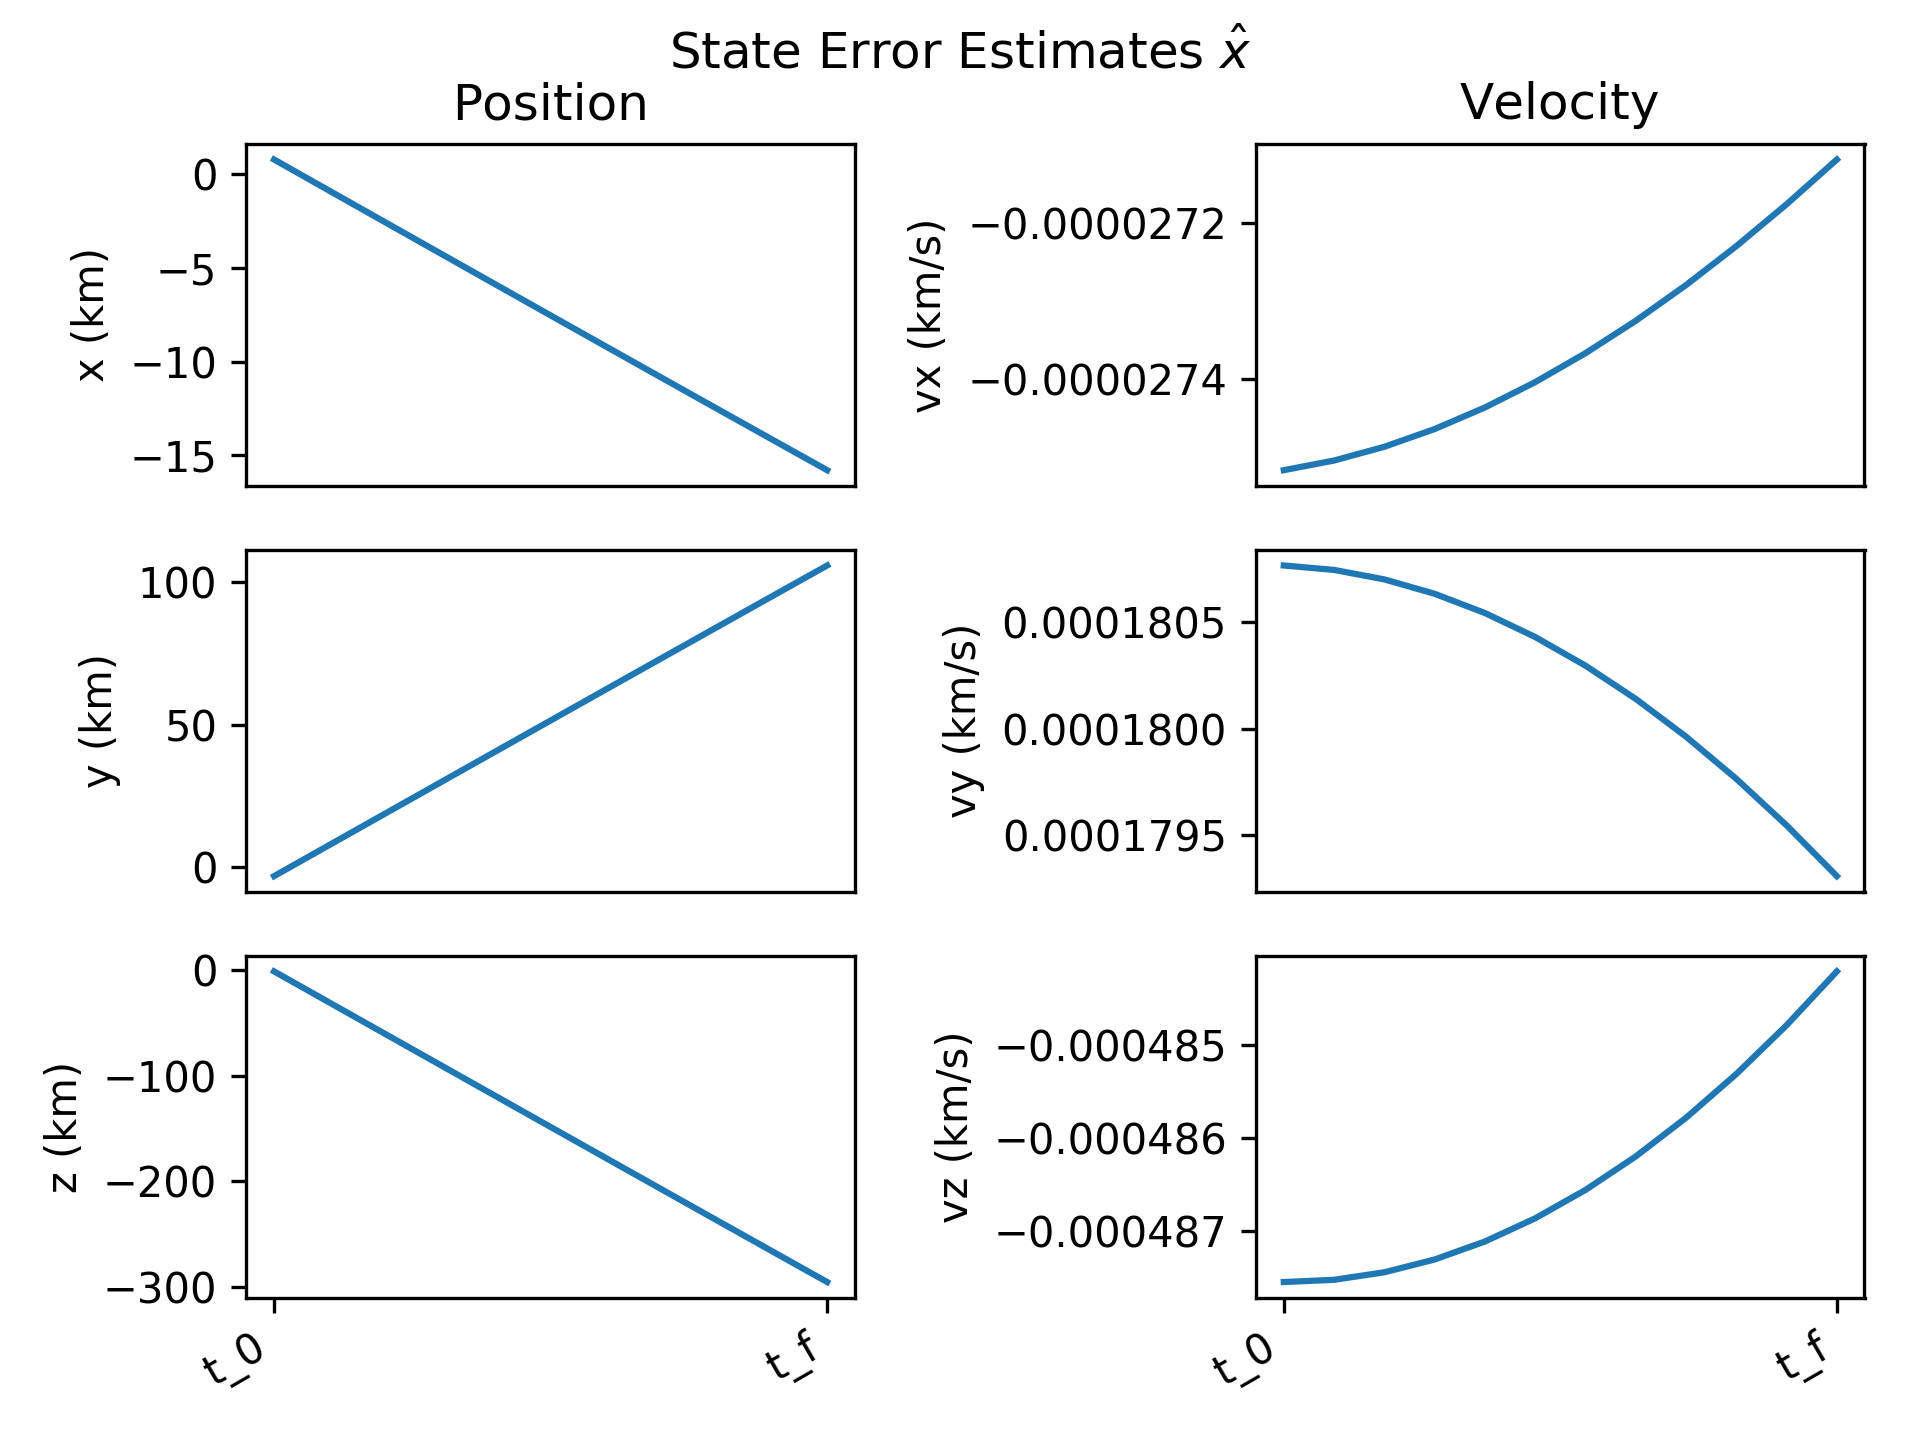 State Error Estimates x̂
Position
Velocity
x (km)
0
−5
−10
−15
vx (km/s)
−0.0000272
−0.0000274
y (km)
100
50
0
vy (km/s)
0.0001805
0.0001800
0.0001795
z (km)
0
−100
−200
−300
vz (km/s)
−0.000485
−0.000486
−0.000487
t_0
t_f
t_0
t_f